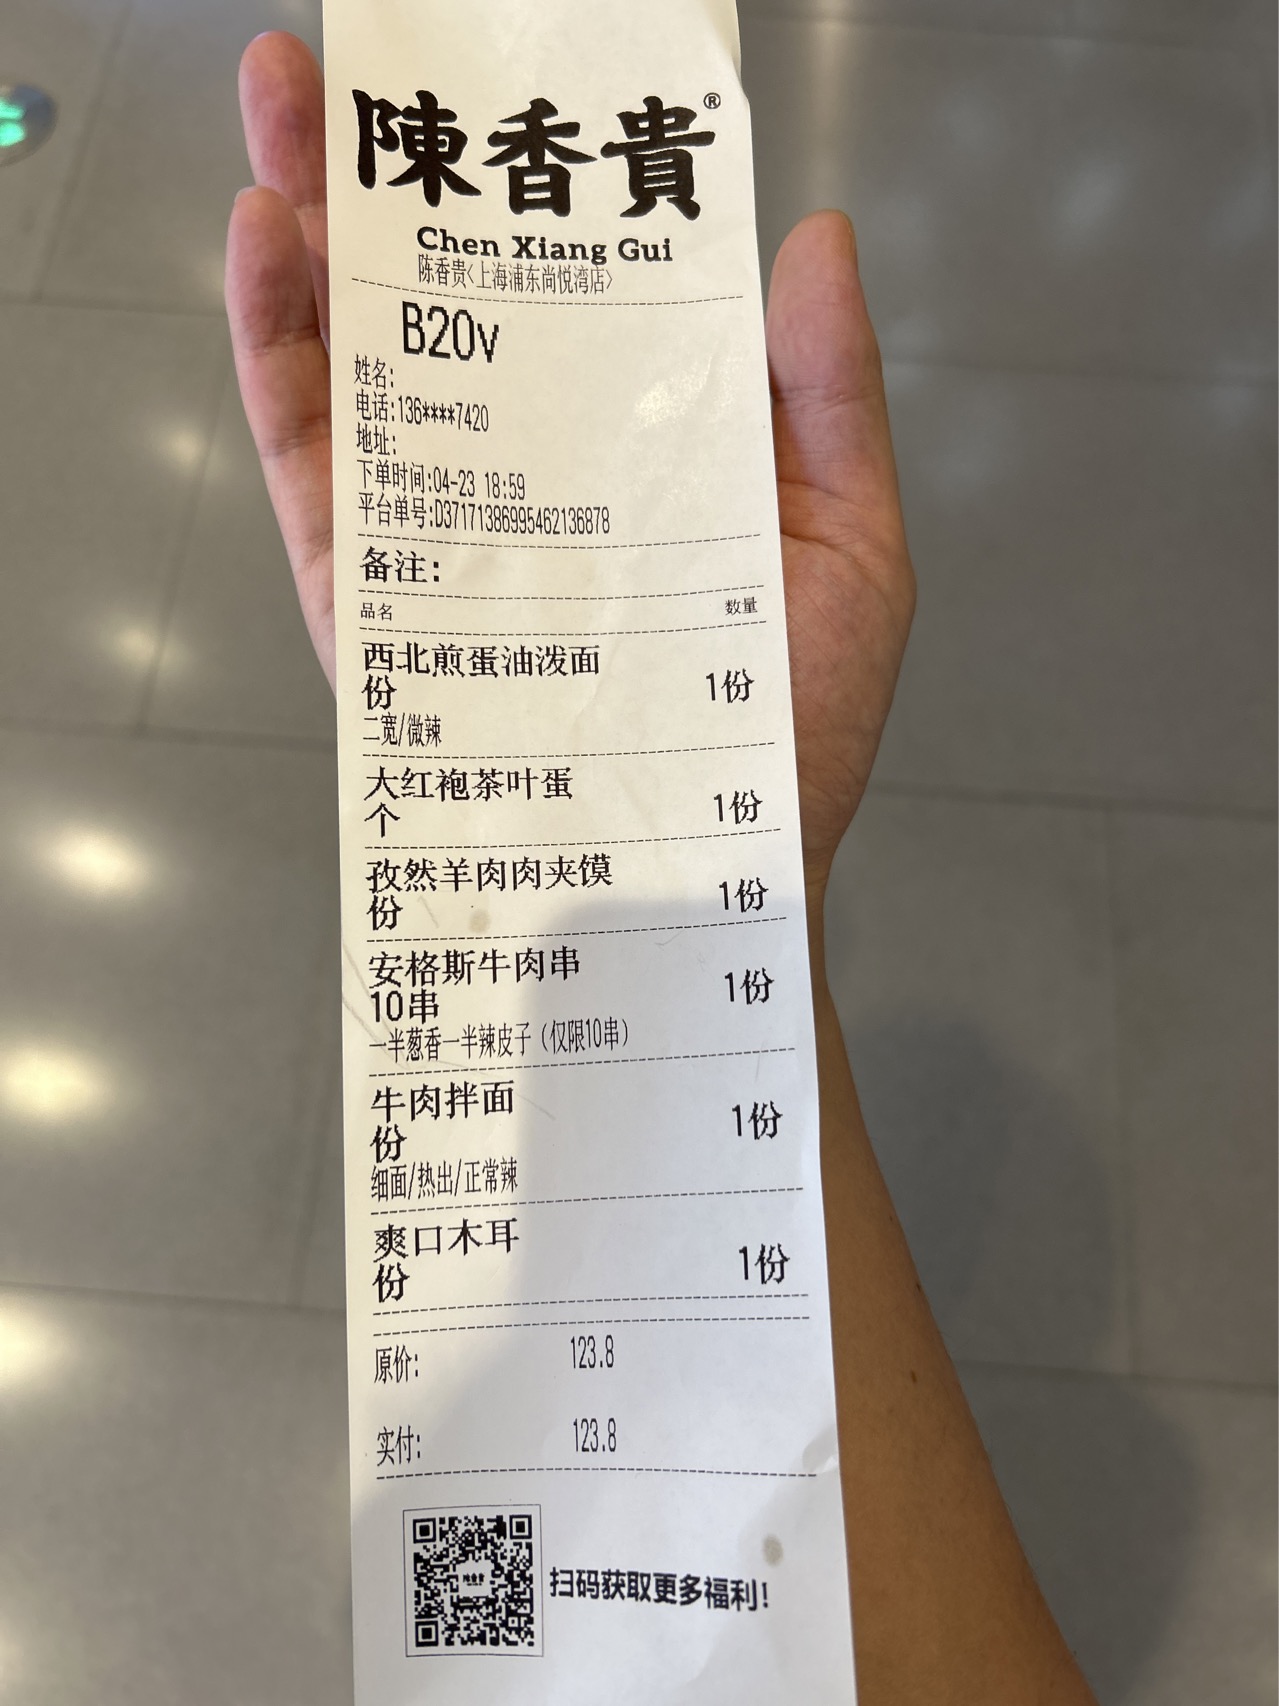 陳香貴®
Chen Xiang Gui
陈香贵<上海浦东尚悦湾店>
B20v
姓名:
电话:136****7420
地址:
下单时间:04-23 18:59
平台单号:D37171386995462136878
备注:
品名 数量
西北煎蛋油泼面
份 1份
二宽/微辣
大红袍茶叶蛋
个 1份
孜然羊肉肉夹馍
份 1份
安格斯牛肉串
10串 1份
一半葱香一半辣皮子(仅限10串)
牛肉拌面
份 1份
细面/热出/正常辣
爽口木耳
份 1份
原价: 123.8
实付: 123.8
扫码获取更多福利!